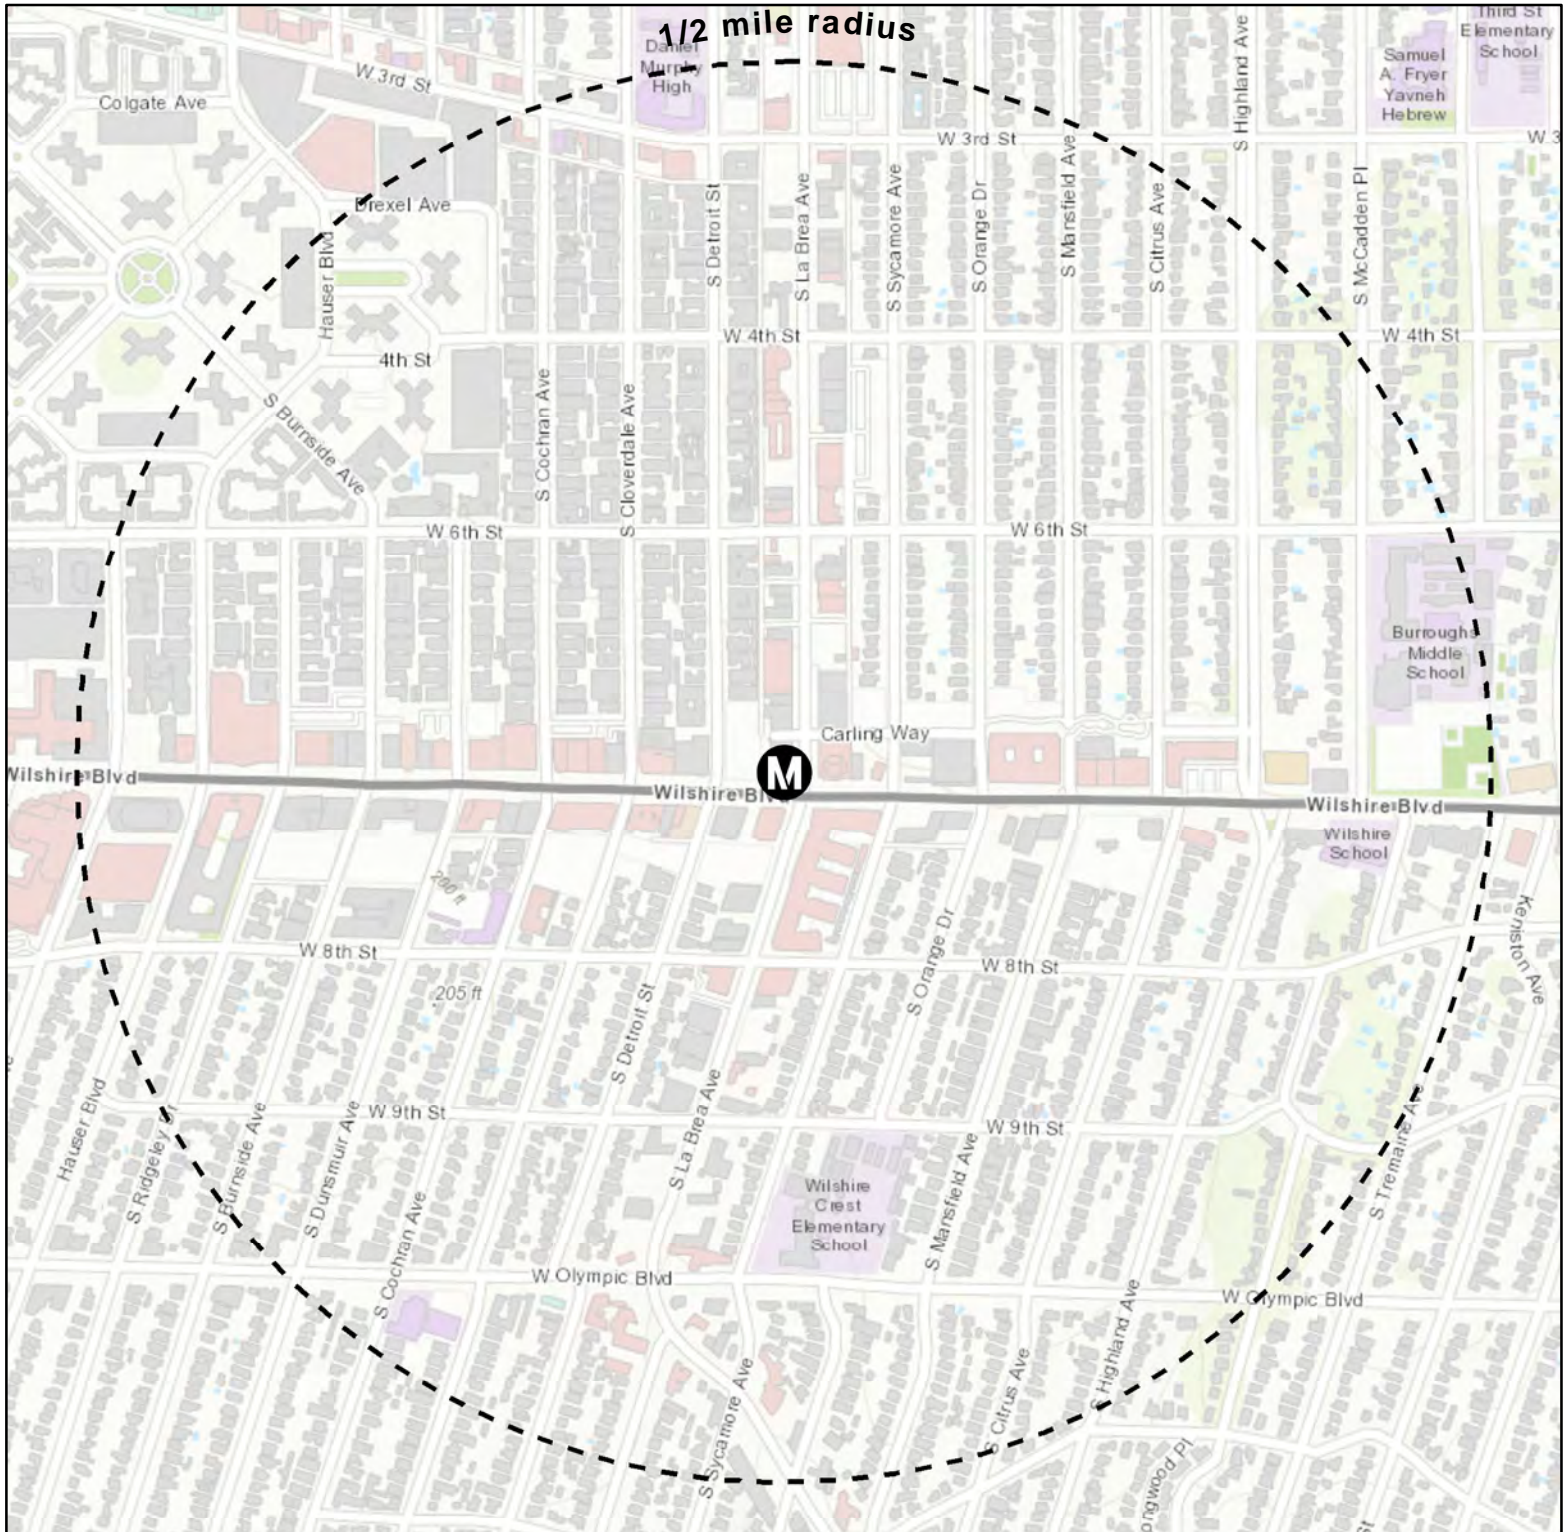 1/2 mile radius
Third St
Elementary
School
Daniel
Murphy
High
S Highland Ave
Samuel
A. Fryer
Yavneh
Hebrew
W 3rd St
Colgate Ave
W 3rd St
W 3
Drexel Ave
Hauser Blvd
S Detroit St
S La Brea Ave
S Sycamore Ave
S Orange Dr
S Mansfield Ave
S Citrus Ave
S McCadden Pl
W 4th St
W 4th St
4th St
S Burnside Ave
S Cochran Ave
S Cloverdale Ave
W 6th St
W 6th St
Burroughs
Middle
School
Carling Way
M
Wilshire Blvd
Wilshire Blvd
Wilshire Blvd
Wilshire
School
200 ft
Kerniston Ave
S Orange Dr
W 8th St
W 8th St
205 ft
S Detroit St
Hauser Blvd
S Ridgeley Dr
S Burnside Ave
S Dunsmuir Ave
W 9th St
S La Brea Ave
W 9th St
S Mansfield Ave
S Tremaine Ave
Wilshire
Crest
Elementary
School
S Cochran Ave
W Olympic Blvd
W Olympic Blvd
S Highland Ave
S Citrus Ave
S Sycamore Ave
ongwood Pl
St